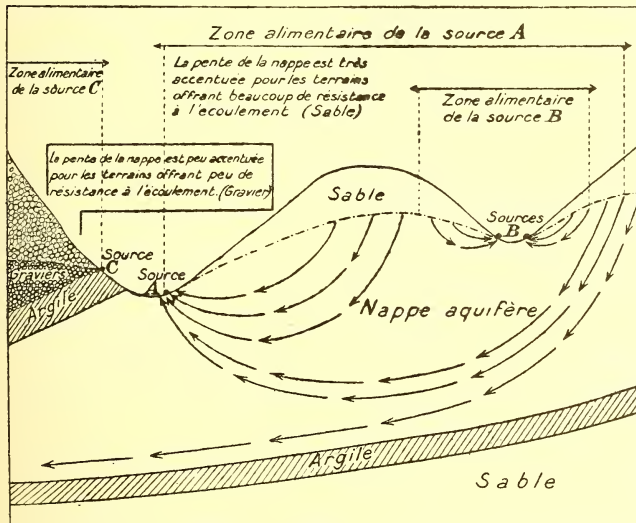 Zone alimentaire de la source A
Zone alimentaire
de la source C
La pente de la nappe est très
accentuée pour les terrains
offrant beaucoup de résistance
à l'ecoulement (Sable)
Zone alimentaire
de la source B
La pente de la nappe est peu accentuée
pour les terrains offrant peu de
résistance à l'écoulement. (Gravier)
Sable
Sources
B
Source
C
Source
A
Graviers
Argile
Nappe aquifère
Argile
Sable